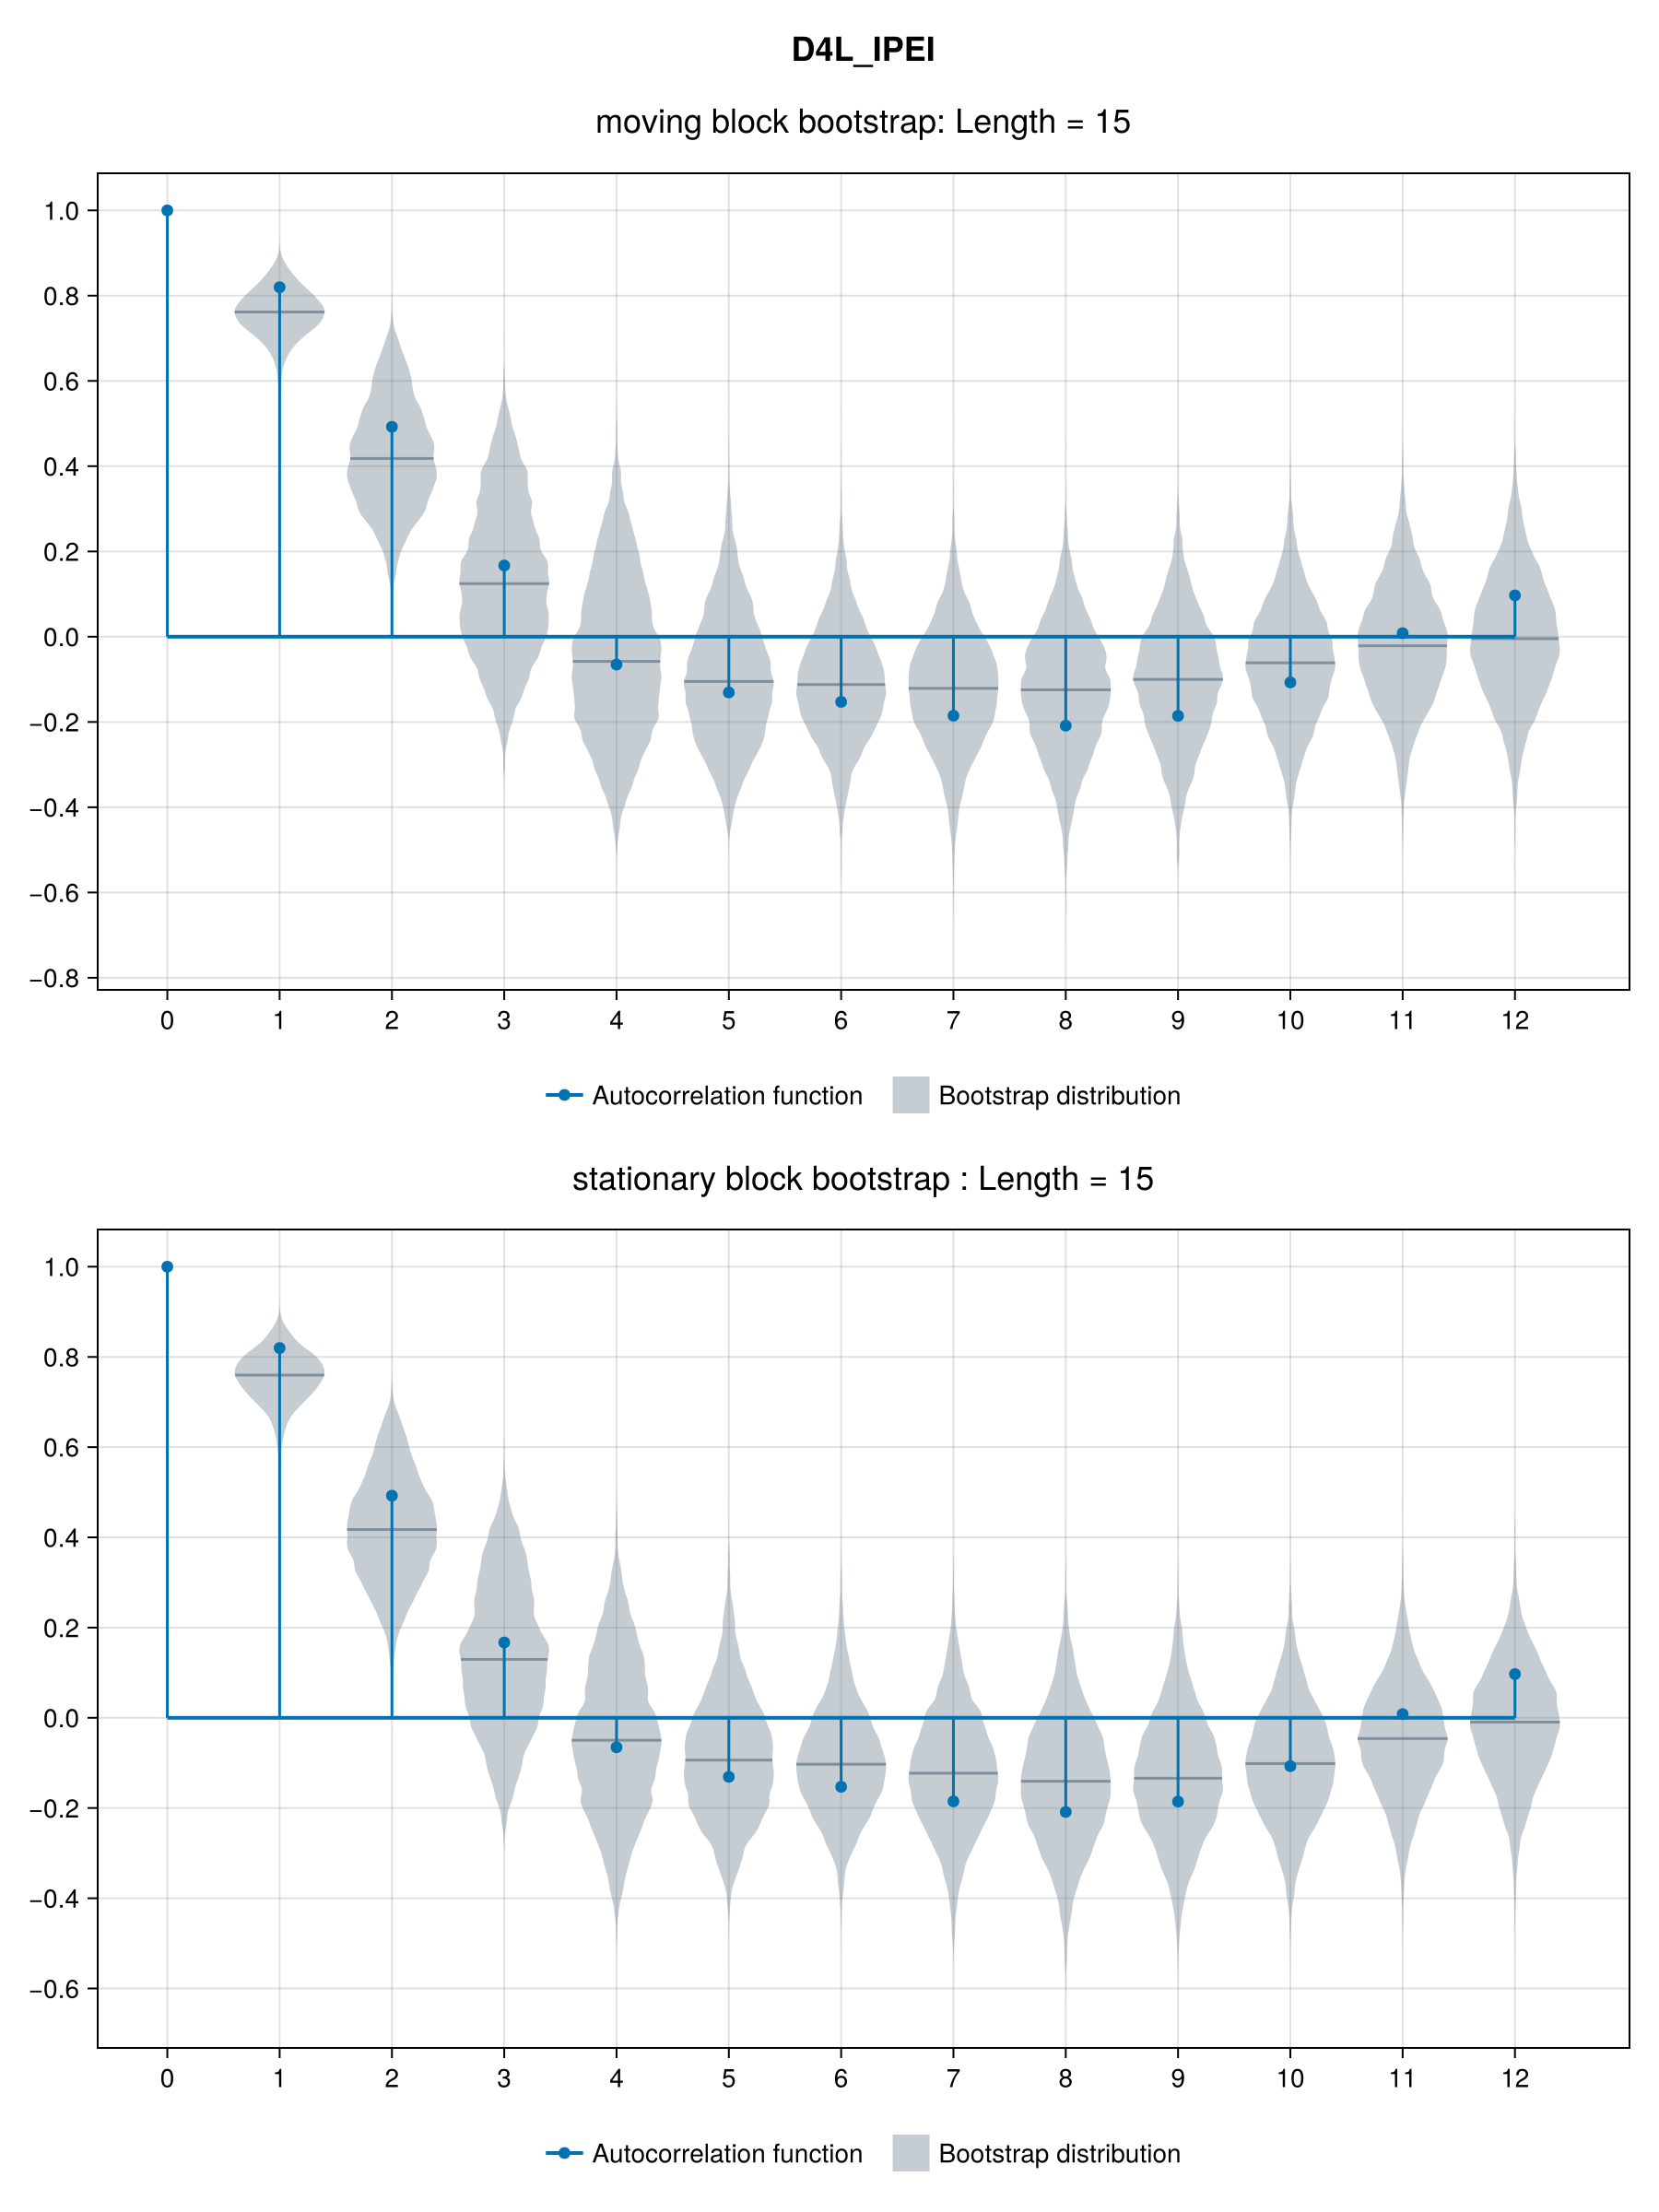 D4L_IPEI
moving block bootstrap: Length = 15
1.0
0.8
0.6
0.4
0.2
0.0
−0.2
−0.4
−0.6
−0.8
0 1 2 3 4 5 6 7 8 9 10 11 12
Autocorrelation function Bootstrap distribution
stationary block bootstrap : Length = 15
1.0
0.8
0.6
0.4
0.2
0.0
−0.2
−0.4
−0.6
0 1 2 3 4 5 6 7 8 9 10 11 12
Autocorrelation function Bootstrap distribution